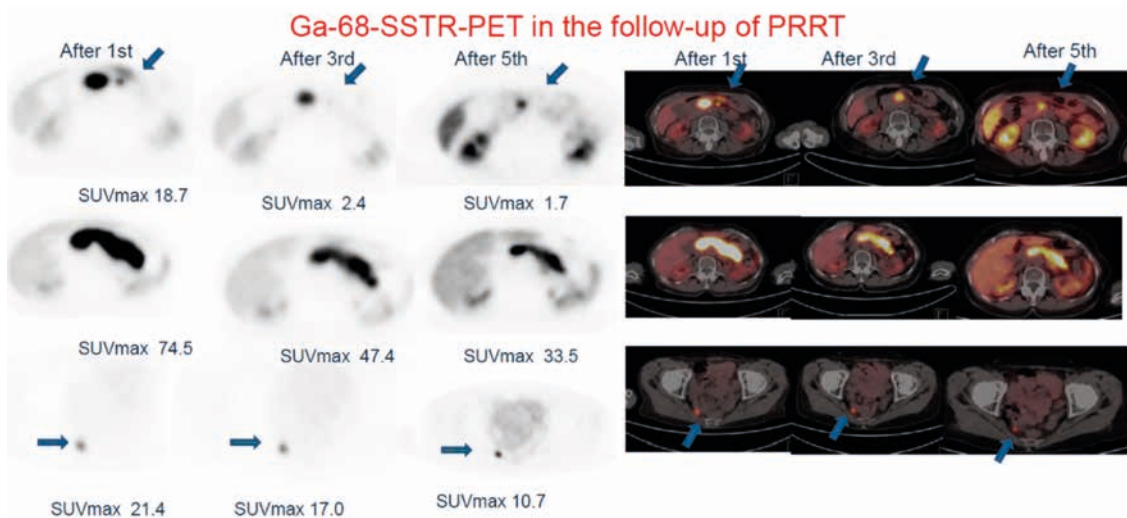 Ga-68-SSTR-PET in the follow-up of PRRT
After 1st
After 3rd
After 5th
After 1st
After 3rd
After 5th
SUVmax 18.7
SUVmax 2.4
SUVmax 1.7
SUVmax 74.5
SUVmax 47.4
SUVmax 33.5
SUVmax 21.4
SUVmax 17.0
SUVmax 10.7